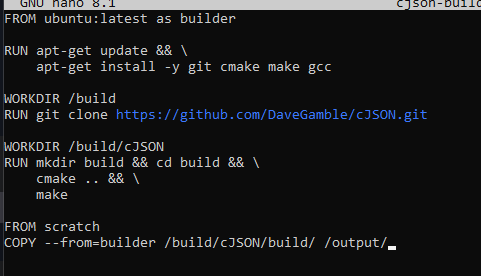 GNU nano 8.1 cjson-buil
FROM ubuntu:latest as builder
RUN apt-get update && \
    apt-get install -y git cmake make gcc
WORKDIR /build
RUN git clone https://github.com/DaveGamble/cJSON.git
WORKDIR /build/cJSON
RUN mkdir build && cd build && \
    cmake .. && \
    make
FROM scratch
COPY --from=builder /build/cJSON/build/ /output/